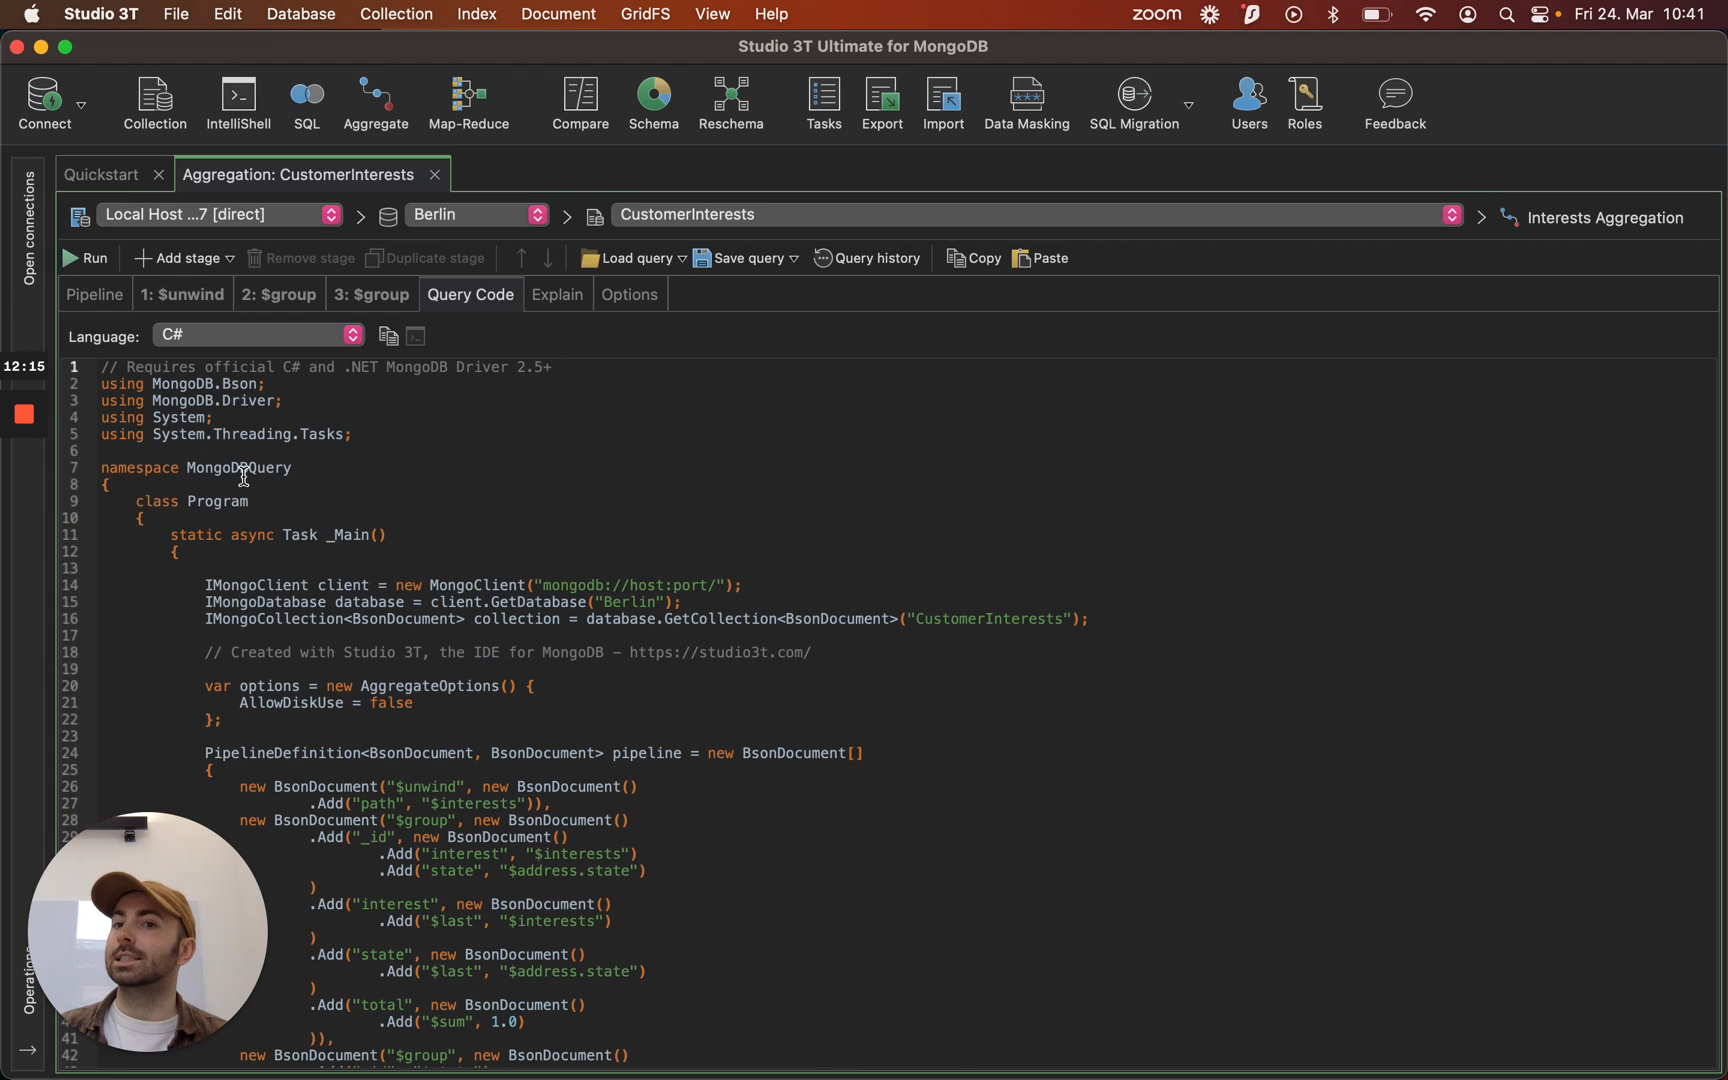 Studio 3T File Edit Database Collection Index Document GridFS View Help zoom Fri 24. Mar 10:41
Studio 3T Ultimate for MongoDB
Connect Collection IntelliShell SQL Aggregate Map-Reduce Compare Schema Reschema Tasks Export Import Data Masking SQL Migration Users Roles Feedback
Open connections
Quickstart Aggregation: CustomerInterests
Local Host ...7 [direct] Berlin CustomerInterests Interests Aggregation
Run Add stage Remove stage Duplicate stage Load query Save query Query history Copy Paste
Pipeline 1: $unwind 2: $group 3: $group Query Code Explain Options
Language: C#
12:15
1 // Requires official C# and .NET MongoDB Driver 2.5+
2 using MongoDB.Bson;
3 using MongoDB.Driver;
4 using System;
5 using System.Threading.Tasks;
6
7 namespace MongoDBQuery
8 {
9 class Program
10 {
11 static async Task _Main()
12 {
13
14 IMongoClient client = new MongoClient("mongodb://host:port/");
15 IMongoDatabase database = client.GetDatabase("Berlin");
16 IMongoCollection<BsonDocument> collection = database.GetCollection<BsonDocument>("CustomerInterests");
17
18 // Created with Studio 3T, the IDE for MongoDB - https://studio3t.com/
19
20 var options = new AggregateOptions() {
21 AllowDiskUse = false
22 };
23
24 PipelineDefinition<BsonDocument, BsonDocument> pipeline = new BsonDocument[]
25 {
26 new BsonDocument("$unwind", new BsonDocument()
27 .Add("path", "$interests")),
28 new BsonDocument("$group", new BsonDocument()
29 .Add("_id", new BsonDocument()
.Add("interest", "$interests")
.Add("state", "$address.state")
)
.Add("interest", new BsonDocument()
.Add("$last", "$interests")
)
.Add("state", new BsonDocument()
.Add("$last", "$address.state")
)
.Add("total", new BsonDocument()
.Add("$sum", 1.0)
41 )),
42 new BsonDocument("$group", new BsonDocument()
Operations